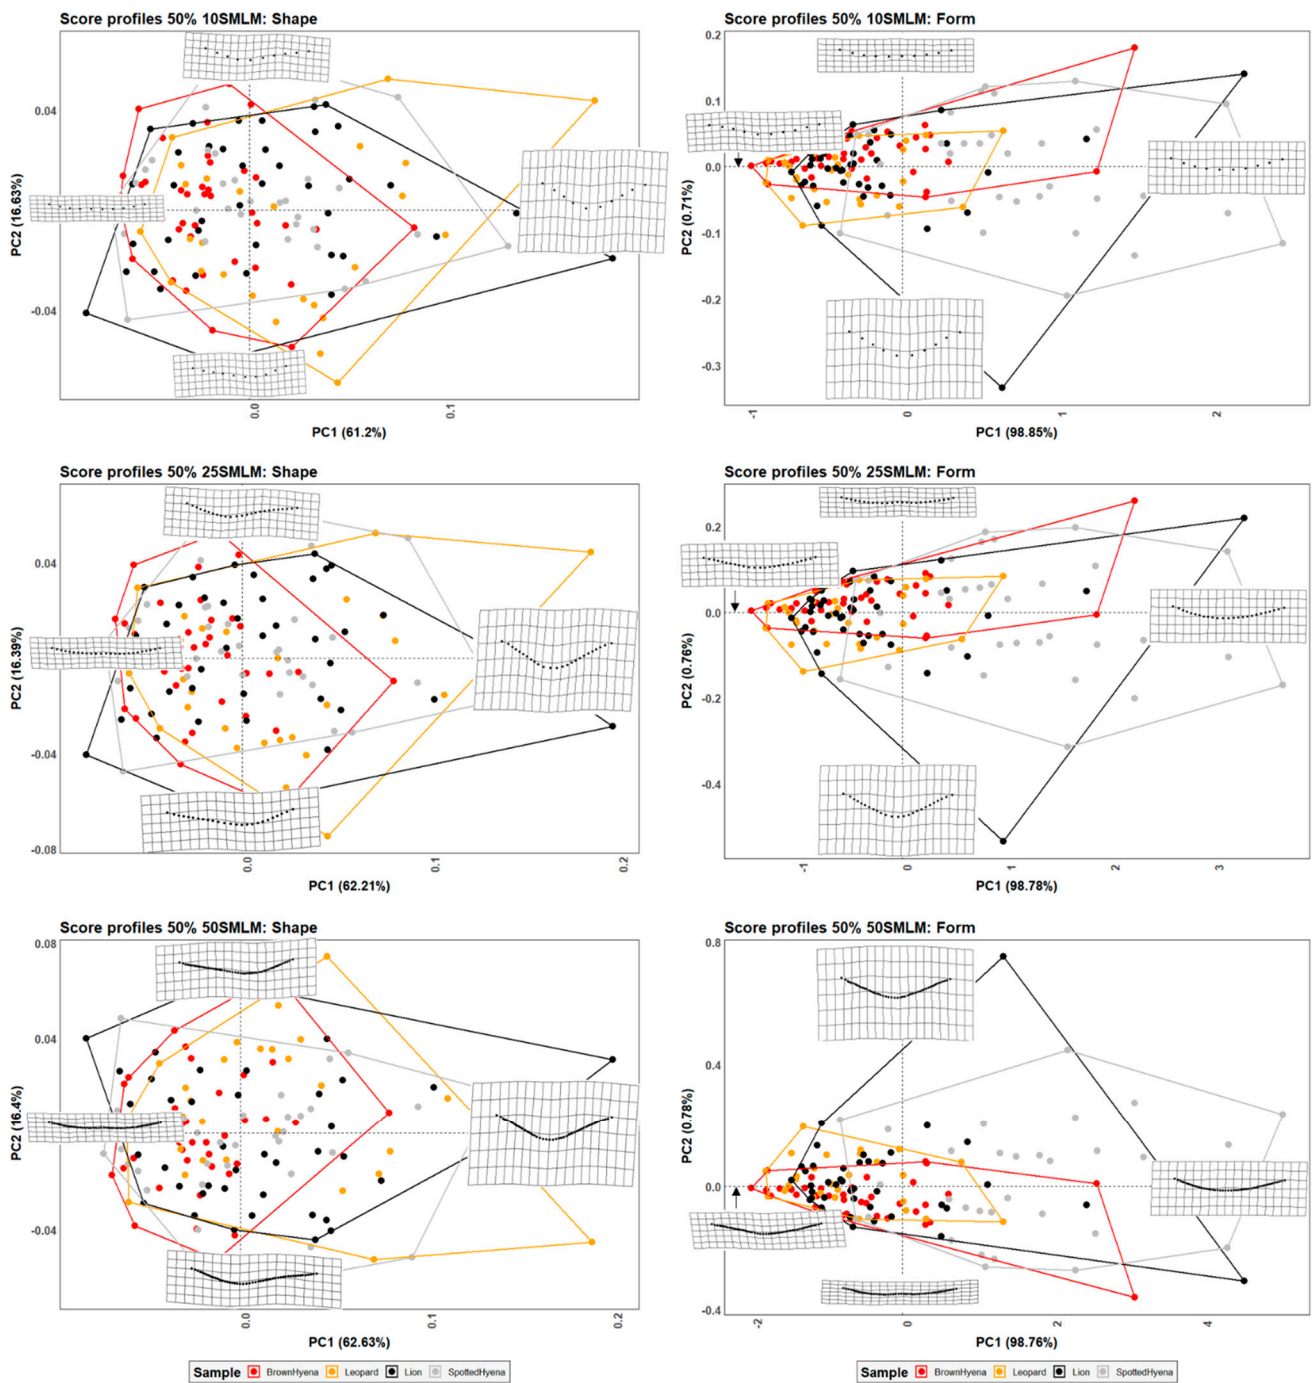 Score profiles 50% 10SMLM: Shape
0.04
-0.04
PC2 (16.63%)
0.0
0.1
PC1 (61.2%)
Score profiles 50% 10SMLM: Form
0.2
0.1
0.0
-0.1
-0.2
-0.3
PC2 (0.71%)
-1
0
1
2
PC1 (98.85%)
Score profiles 50% 25SMLM: Shape
0.04
-0.04
-0.08
PC2 (16.39%)
0.0
0.1
0.2
PC1 (62.21%)
Score profiles 50% 25SMLM: Form
0.2
0.0
-0.2
-0.4
PC2 (0.76%)
-1
0
1
2
3
PC1 (98.78%)
Score profiles 50% 50SMLM: Shape
0.08
0.04
-0.04
PC2 (16.4%)
0.0
0.1
0.2
PC1 (62.63%)
Score profiles 50% 50SMLM: Form
0.8
0.4
0.0
-0.4
PC2 (0.78%)
-2
0
2
4
PC1 (98.76%)
Sample BrownHyena Leopard Lion SpottedHyena
Sample BrownHyena Leopard Lion SpottedHyena